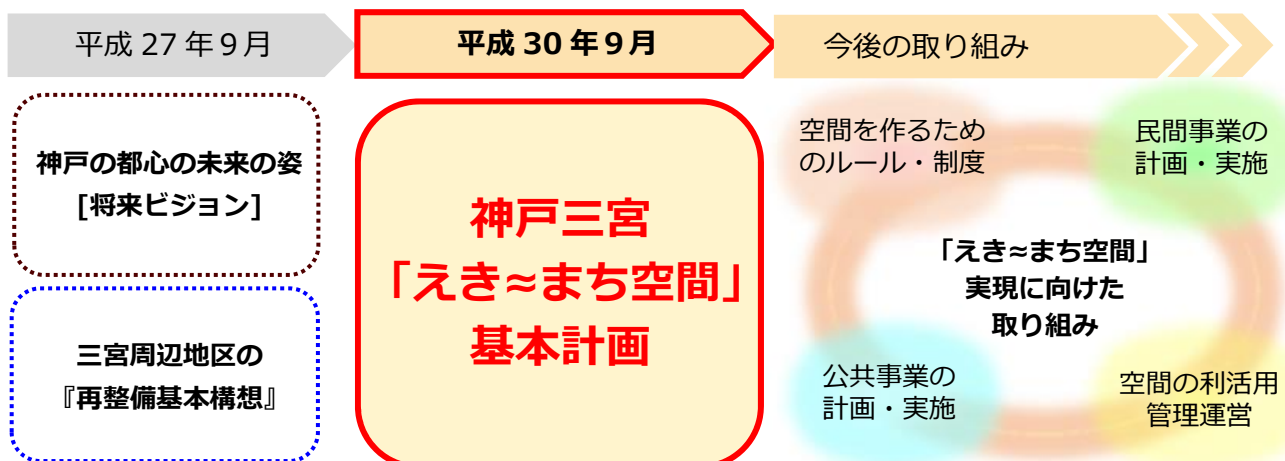 平成 27 年９月
平成 30 年９月
今後の取り組み
神戸の都心の未来の姿
[将来ビジョン]
三宮周辺地区の
『再整備基本構想』
神戸三宮
「えき≈まち空間」
基本計画
空間を作るため
のルール・制度
民間事業の
計画・実施
「えき≈まち空間」
実現に向けた
取り組み
公共事業の
計画・実施
空間の利活用
管理運営